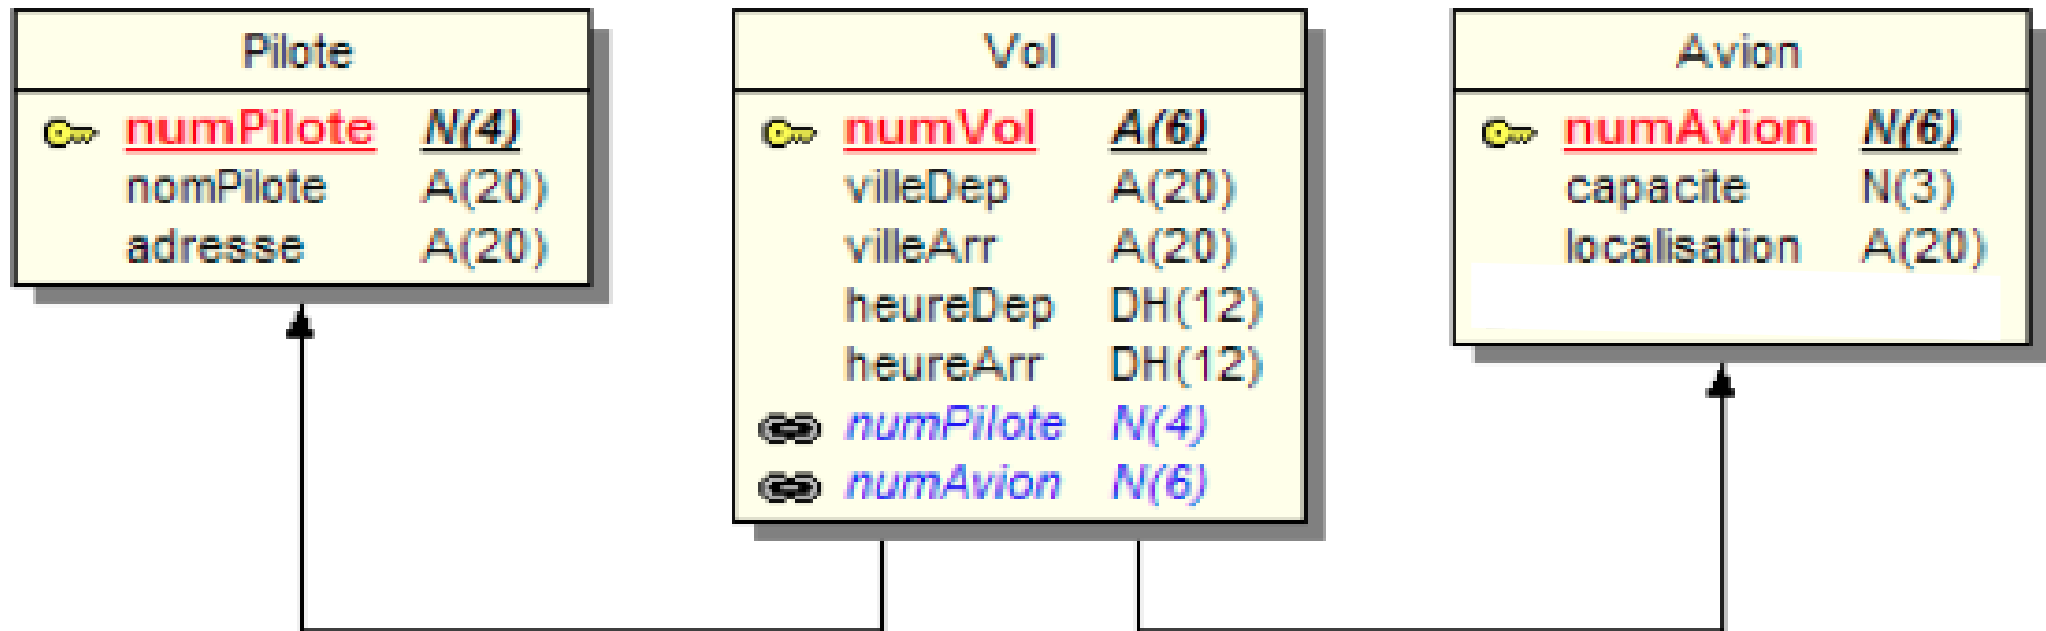 Pilote
numPilote N(4)
nomPilote A(20)
adresse A(20)
Vol
numVol A(6)
villeDep A(20)
villeArr A(20)
heureDep DH(12)
heureArr DH(12)
numPilote N(4)
numAvion N(6)
Avion
numAvion N(6)
capacite N(3)
localisation A(20)